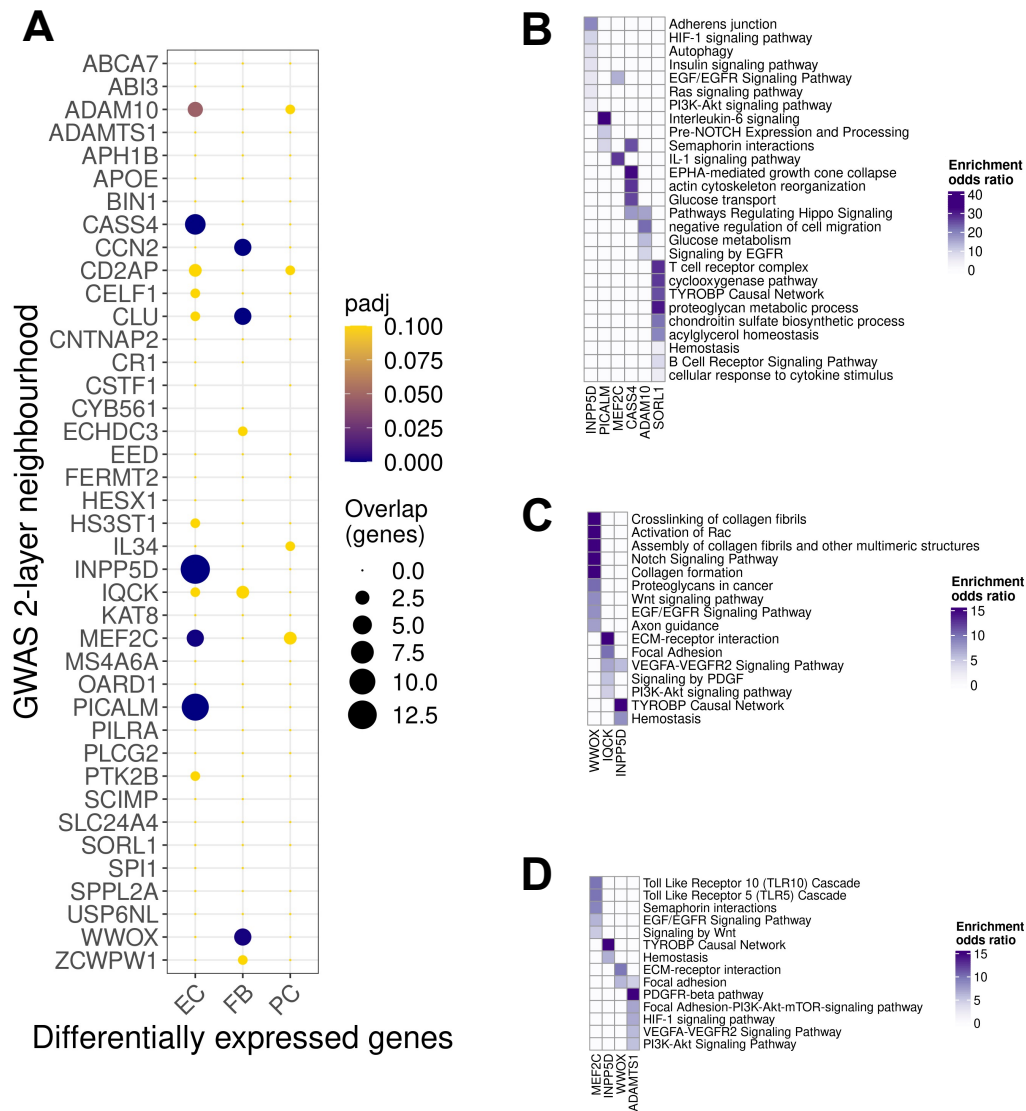 A
GWAS 2-layer neighbourhood
ABCA7
ABI3
ADAM10
ADAMTS1
APH1B
APOE
BIN1
CASS4
CCN2
CD2AP
CELF1
CLU
CNTNAP2
CR1
CSTF1
CYB561
ECHDC3
EED
FERMT2
HESX1
HS3ST1
IL34
INPP5D
IQCK
KAT8
MEF2C
MS4A6A
OARD1
PICALM
PILRA
PLCG2
PTK2B
SCIMP
SLC24A4
SORL1
SPI1
SPPL2A
USP6NL
WWOX
ZCWPW1
EC
FB
PC
Differentially expressed genes
padj
0.100
0.075
0.050
0.025
0.000
Overlap
(genes)
0.0
2.5
5.0
7.5
10.0
12.5
B
Adherens junction
HIF-1 signaling pathway
Autophagy
Insulin signaling pathway
EGF/EGFR Signaling Pathway
Ras signaling pathway
PI3K-Akt signaling pathway
Interleukin-6 signaling
Pre-NOTCH Expression and Processing
Semaphorin interactions
IL-1 signaling pathway
EPHA-mediated growth cone collapse
actin cytoskeleton reorganization
Glucose transport
Pathways Regulating Hippo Signaling
negative regulation of cell migration
Glucose metabolism
Signaling by EGFR
T cell receptor complex
cyclooxygenase pathway
TYROBP Causal Network
proteoglycan metabolic process
chondroitin sulfate biosynthetic process
acylglycerol homeostasis
Hemostasis
B Cell Receptor Signaling Pathway
cellular response to cytokine stimulus
INPP5D
PICALM
MEF2C
CASS4
ADAM10
SORL1
Enrichment
odds ratio
40
30
20
10
0
C
Crosslinking of collagen fibrils
Activation of Rac
Assembly of collagen fibrils and other multimeric structures
Notch Signaling Pathway
Collagen formation
Proteoglycans in cancer
Wnt signaling pathway
EGF/EGFR Signaling Pathway
Axon guidance
ECM-receptor interaction
Focal Adhesion
VEGFA-VEGFR2 Signaling Pathway
Signaling by PDGF
PI3K-Akt signaling pathway
TYROBP Causal Network
Hemostasis
WWOX
IQCK
INPP5D
Enrichment
odds ratio
15
10
5
0
D
Toll Like Receptor 10 (TLR10) Cascade
Toll Like Receptor 5 (TLR5) Cascade
Semaphorin interactions
EGF/EGFR Signaling Pathway
Signaling by Wnt
TYROBP Causal Network
Hemostasis
ECM-receptor interaction
Focal adhesion
PDGFR-beta pathway
Focal Adhesion-PI3K-Akt-mTOR-signaling pathway
HIF-1 signaling pathway
VEGFA-VEGFR2 Signaling Pathway
PI3K-Akt Signaling Pathway
MEF2C
INPP5D
WWOX
ADAMTS1
Enrichment
odds ratio
15
10
5
0